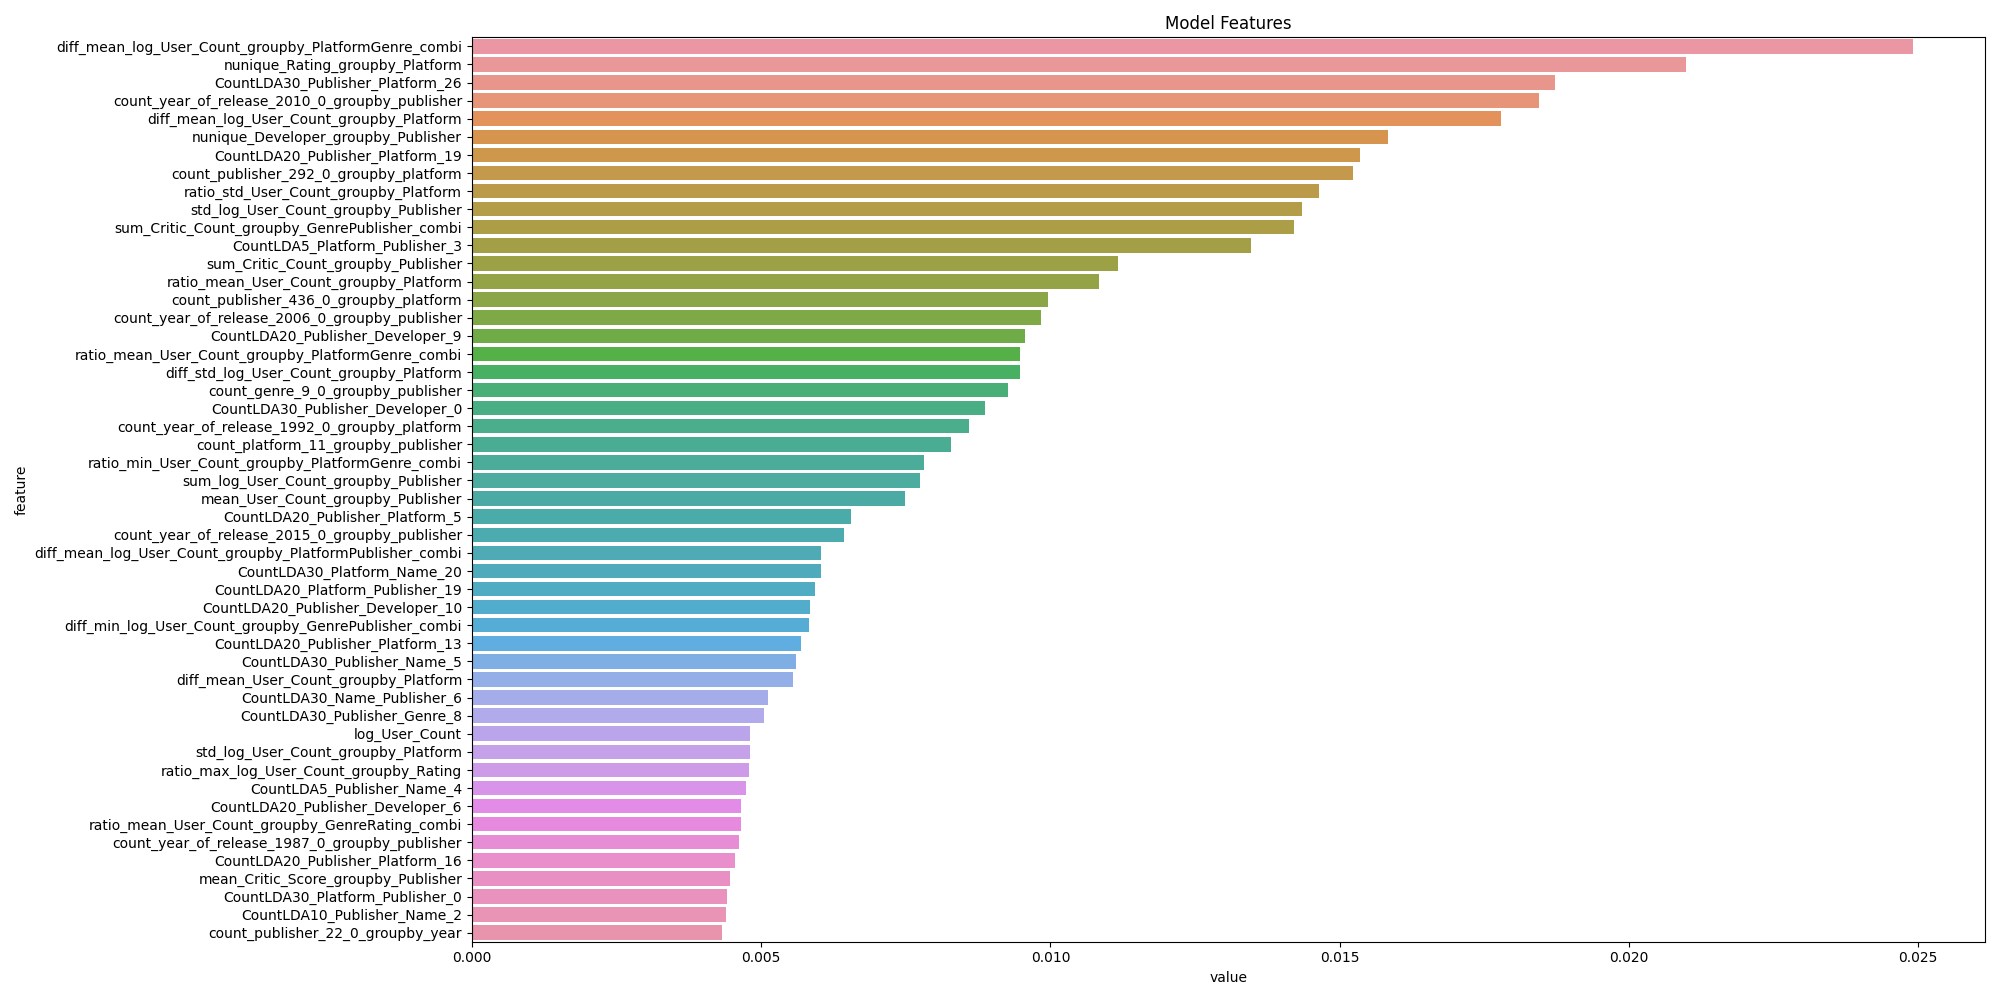 Model Features
feature
diff_mean_log_User_Count_groupby_PlatformGenre_combi
nunique_Rating_groupby_Platform
CountLDA30_Publisher_Platform_26
count_year_of_release_2010_0_groupby_publisher
diff_mean_log_User_Count_groupby_Platform
nunique_Developer_groupby_Publisher
CountLDA20_Publisher_Platform_19
count_publisher_292_0_groupby_platform
ratio_std_User_Count_groupby_Platform
std_log_User_Count_groupby_Publisher
sum_Critic_Count_groupby_GenrePublisher_combi
CountLDA5_Platform_Publisher_3
sum_Critic_Count_groupby_Publisher
ratio_mean_User_Count_groupby_Platform
count_publisher_436_0_groupby_platform
count_year_of_release_2006_0_groupby_publisher
CountLDA20_Publisher_Developer_9
ratio_mean_User_Count_groupby_PlatformGenre_combi
diff_std_log_User_Count_groupby_Platform
count_genre_9_0_groupby_publisher
CountLDA30_Publisher_Developer_0
count_year_of_release_1992_0_groupby_platform
count_platform_11_groupby_publisher
ratio_min_User_Count_groupby_PlatformGenre_combi
sum_log_User_Count_groupby_Publisher
mean_User_Count_groupby_Publisher
CountLDA20_Publisher_Platform_5
count_year_of_release_2015_0_groupby_publisher
diff_mean_log_User_Count_groupby_PlatformPublisher_combi
CountLDA30_Platform_Name_20
CountLDA20_Platform_Publisher_19
CountLDA20_Publisher_Developer_10
diff_min_log_User_Count_groupby_GenrePublisher_combi
CountLDA20_Publisher_Platform_13
CountLDA30_Publisher_Name_5
diff_mean_User_Count_groupby_Platform
CountLDA30_Name_Publisher_6
CountLDA30_Publisher_Genre_8
log_User_Count
std_log_User_Count_groupby_Platform
ratio_max_log_User_Count_groupby_Rating
CountLDA5_Publisher_Name_4
CountLDA20_Publisher_Developer_6
ratio_mean_User_Count_groupby_GenreRating_combi
count_year_of_release_1987_0_groupby_publisher
CountLDA20_Publisher_Platform_16
mean_Critic_Score_groupby_Publisher
CountLDA30_Platform_Publisher_0
CountLDA10_Publisher_Name_2
count_publisher_22_0_groupby_year
0.000 0.005 0.010 0.015 0.020 0.025
value